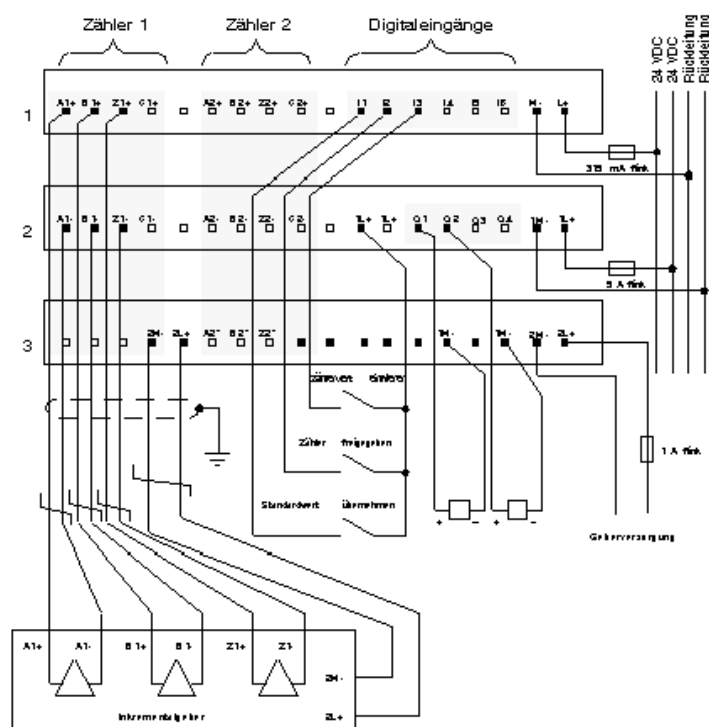 Zähler 1
Zähler 2
Digitaleingänge
24 VDC
24 VDC
Rückleitung
Rückleitung
1
A1+ B1+ Z1+ C1+ A2+ B2+ Z2+ C2+ I1 I2 I3 I4 I5 I6 M- L+
315 mA flink
2
A1- B1- Z1- C1- A2- B2- Z2- C2- 1L+ 1L+ Q1 Q2 Q3 Q4 1M- 1L+
5 A flink
3
2M- 2L+ A2- B2- Z2- 1M- 1M- 2M- 2L+
Zählwert einfrieren
Zähler freigegeben
1 A flink
Standardwert übernehmen
+ - + -
Geberversorgung
A1+ A1- B1+ B1- Z1+ Z1-
2M-
Inkrementalgeber
2L+